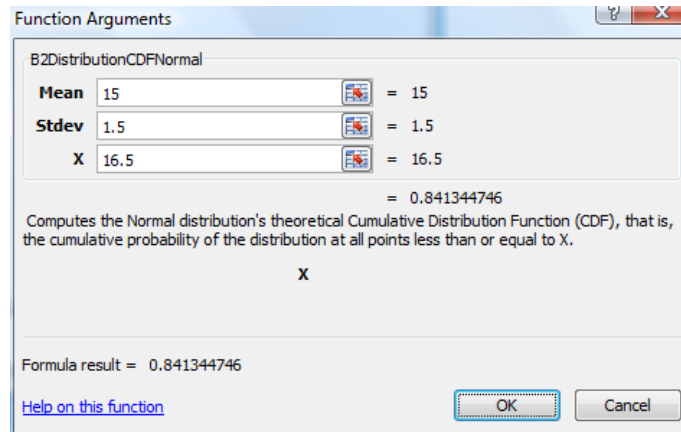 Function Arguments
B2DistributionCDFNormal
Mean 15 = 15
Stdev 1.5 = 1.5
X 16.5 = 16.5
= 0.841344746
Computes the Normal distribution's theoretical Cumulative Distribution Function (CDF), that is,
the cumulative probability of the distribution at all points less than or equal to X.
X
Formula result = 0.841344746
Help on this function OK Cancel